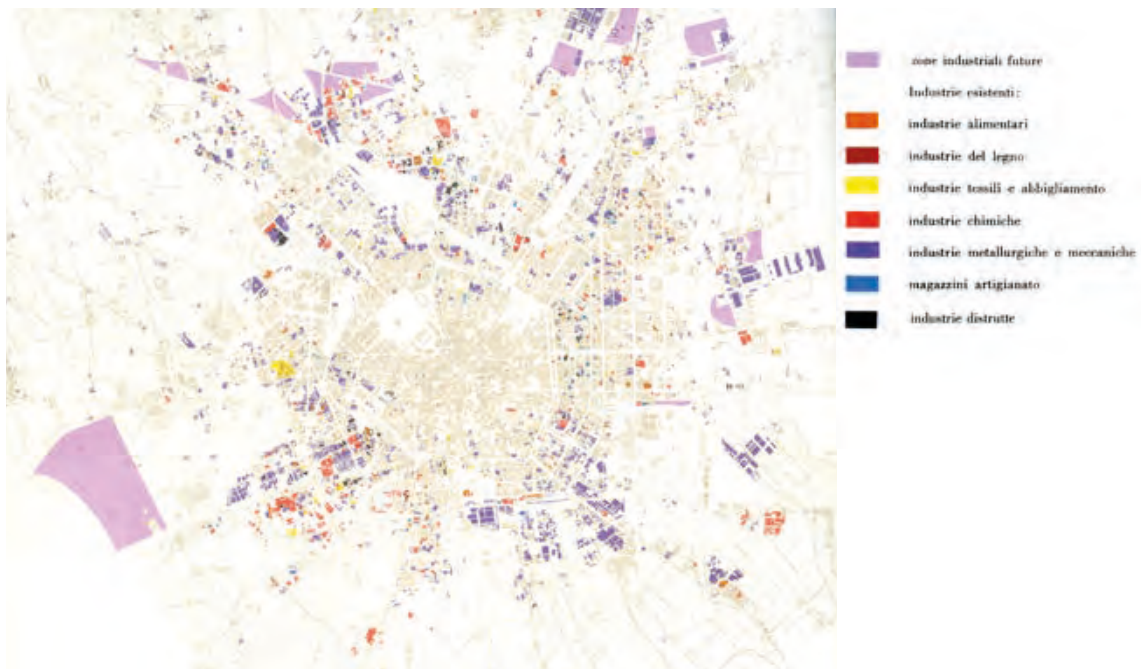 zone industriali future
Industrie esistenti:
industrie alimentari
industrie del legno
industrie tessili e abbigliamento
industrie chimiche
industrie metallurgiche e meccaniche
magazzini artigianato
industrie distrutte